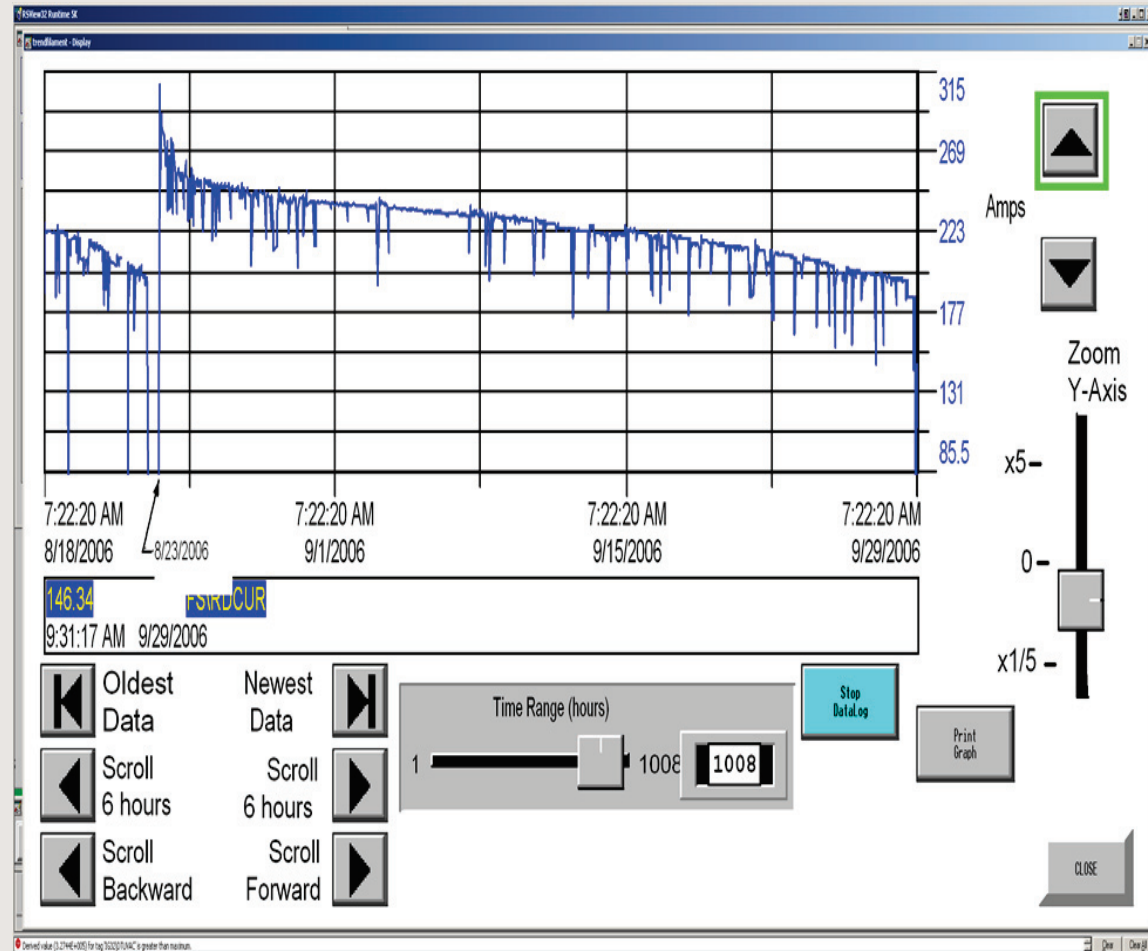 RSView32 Runtime 5K
trendfilament - Display
315
269
223
177
131
85.5
Amps
Zoom
Y-Axis
x5
0
x1/5
7:22:20 AM 7:22:20 AM 7:22:20 AM 7:22:20 AM
8/18/2006 8/23/2006 9/1/2006 9/15/2006 9/29/2006
146.34 FS\RDCUR
9:31:17 AM 9/29/2006
Oldest
Data
Newest
Data
Scroll
6 hours
Scroll
6 hours
Scroll
Backward
Scroll
Forward
Time Range (hours)
1 1008 1008
Stop
DataLog
Print
Graph
CLOSE